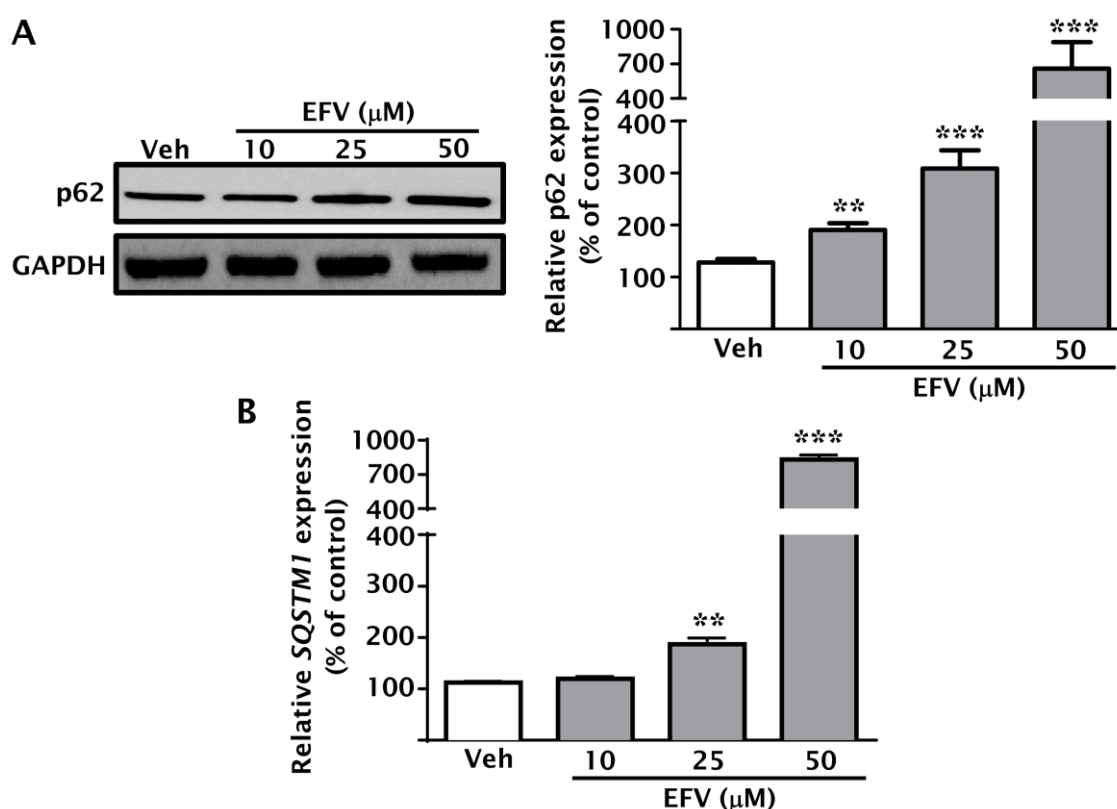 A
EFV (μM)
Veh 10 25 50
p62
GAPDH
Relative p62 expression
(% of control)
1000
700
400
400
300
200
100
**
***
***
Veh 10 25 50
EFV (μM)
B
Relative SQSTM1 expression
(% of control)
1000
700
400
400
300
200
100
**
***
Veh 10 25 50
EFV (μM)